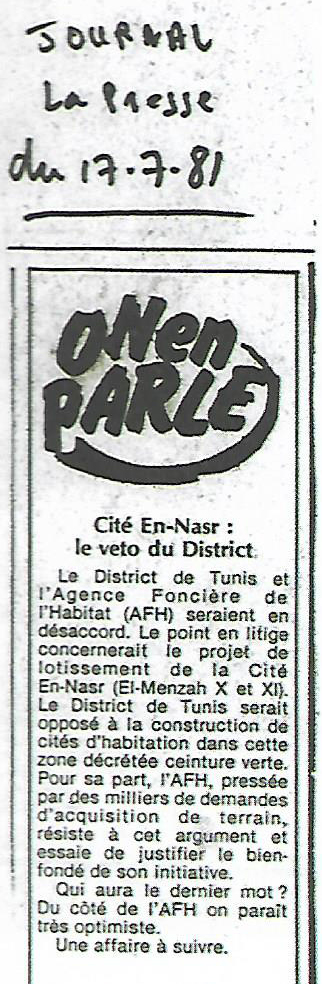 JOURNAL
La Presse
du 17.7.81
ON en
PARLE
Cité En-Nasr :
le veto du District
Le District de Tunis et
l'Agence Foncière de
l'Habitat (AFH) seraient en
désaccord. Le point en litige
concernerait le projet de
lotissement de la Cité
En-Nasr (El-Menzah X et XI).
Le District de Tunis serait
opposé à la construction de
cités d'habitation dans cette
zone décrétée ceinture verte.
Pour sa part, l'AFH, pressée
par des milliers de demandes
d'acquisition de terrain,
résiste à cet argument et
essaie de justifier le bien-
fondé de son initiative.
Qui aura le dernier mot ?
Du côté de l'AFH on paraît
très optimiste.
Une affaire à suivre.